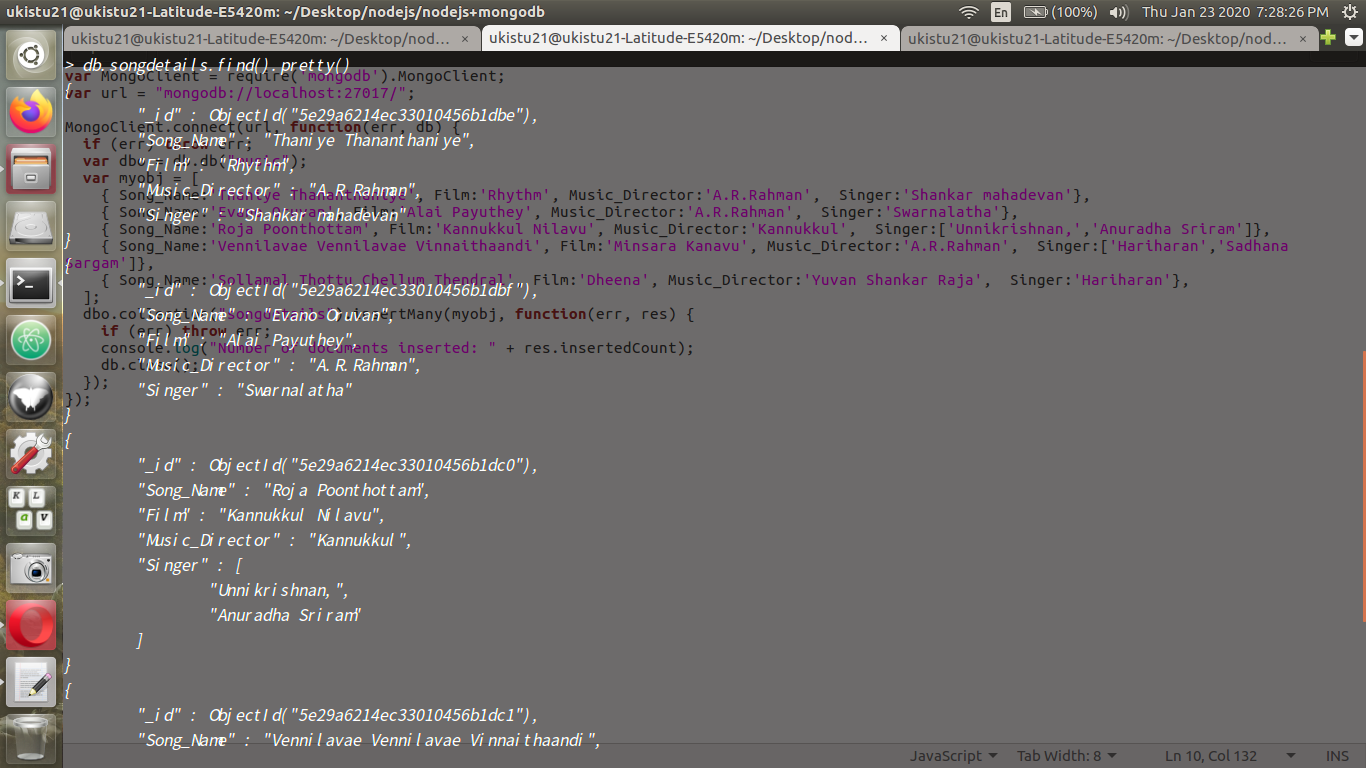 ukistu21@ukistu21-Latitude-E5420m: ~/Desktop/nodejs/nodejs+mongodb
En (100%) Thu Jan 23 2020 7:28:26 PM
ukistu21@ukistu21-Latitude-E5420m: ~/Desktop/nod... × ukistu21@ukistu21-Latitude-E5420m: ~/Desktop/nod... × ukistu21@ukistu21-Latitude-E5420m: ~/Desktop/nod... ×
> db.songdetails.find().pretty()
{
"_id" : ObjectId("5e29a6214ec33010456b1dbe"),
"Song_Name" : "Thaniye Thananthaniye",
"Film" : "Rhythm",
"Music_Director" : "A.R.Rahman",
"Singer" : "Shankar mahadevan"
}
{
"_id" : ObjectId("5e29a6214ec33010456b1dbf"),
"Song_Name" : "Evano Oruvan",
"Film" : "Alai Payuthey",
"Music_Director" : "A.R.Rahman",
"Singer" : "Swarnalatha"
}
{
"_id" : ObjectId("5e29a6214ec33010456b1dc0"),
"Song_Name" : "Roja Poonthottam",
"Film" : "Kannukkul Nilavu",
"Music_Director" : "Kannukkul",
"Singer" : [
"Unnikrishnan,",
"Anuradha Sriram"
]
}
{
"_id" : ObjectId("5e29a6214ec33010456b1dc1"),
"Song_Name" : "Vennilavae Vennilavae Vinnaithaandi",
var MongoClient = require('mongodb').MongoClient;
var url = "mongodb://localhost:27017/";
MongoClient.connect(url, function(err, db) {
if (err) throw err;
var dbo = db.db(");
var myobj = [
{ Song_Name:'Thaniye Thananthaniye', Film:'Rhythm', Music_Director:'A.R.Rahman', Singer:'Shankar mahadevan'},
{ Song_Name:'Evano Oruvan', Film:'Alai Payuthey', Music_Director:'A.R.Rahman', Singer:'Swarnalatha'},
{ Song_Name:'Roja Poonthottam', Film:'Kannukkul Nilavu', Music_Director:'Kannukkul', Singer:['Unnikrishnan,','Anuradha Sriram']},
{ Song_Name:'Vennilavae Vennilavae Vinnaithaandi', Film:'Minsara Kanavu', Music_Director:'A.R.Rahman', Singer:['Hariharan','Sadhana
sargam']},
{ Song_Name:'Sollamal Thottu Chellum Thendral', Film:'Dheena', Music_Director:'Yuvan Shankar Raja', Singer:'Hariharan'},
];
dbo.collection("songdetails").insertMany(myobj, function(err, res) {
if (err) throw err;
console.log("Number of documents inserted: " + res.insertedCount);
db.close();
});
});
JavaScript Tab Width: 8 Ln 10, Col 132 INS